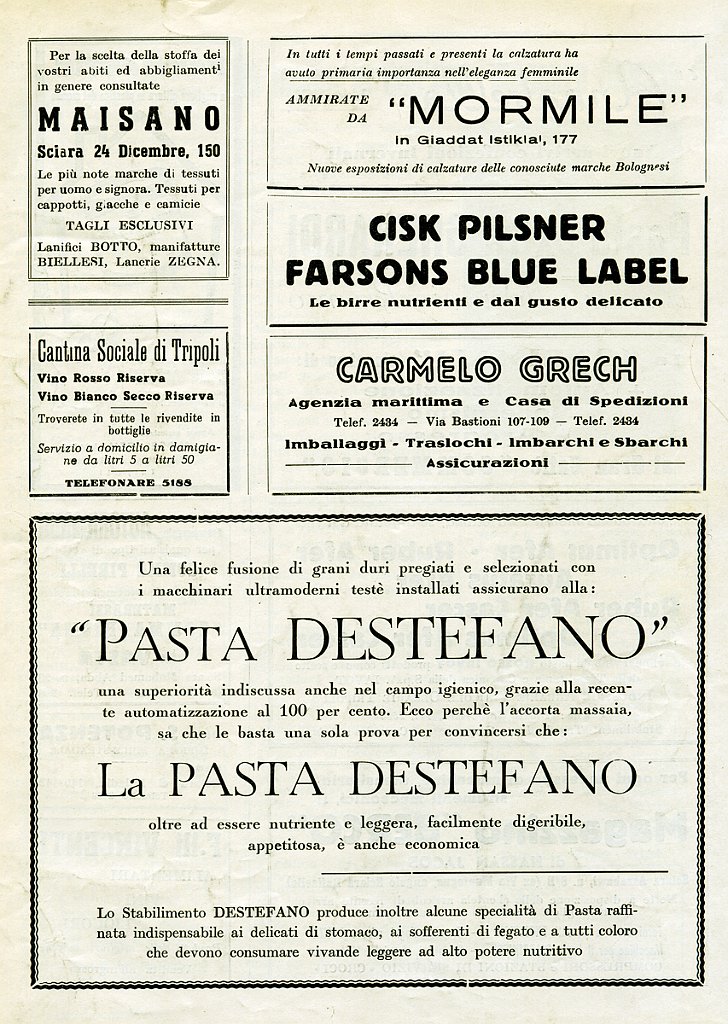 Per la scelta della stoffa dei
vostri abiti ed abbigliamenti
in genere consultate
MAISANO
Sciara 24 Dicembre, 150
Le più note marche di tessuti
per uomo e signora. Tessuti per
cappotti, giacche e camicie
TAGLI ESCLUSIVI
Lanifici BOTTO, manifatture
BIELLESI, Lanerie ZEGNA.
Cantina Sociale di Tripoli
Vino Rosso Riserva
Vino Bianco Secco Riserva
Troverete in tutte le rivendite in
bottiglie
Servizio a domicilio in damigia-
ne da litri 5 a litri 50
TELEFONARE 5188
In tutti i tempi passati e presenti la calzatura ha
avuto primaria importanza nell'eleganza femminile
AMMIRATE
DA
"MORMILE"
In Giaddat Istiklal, 177
Nuove esposizioni di calzature delle conosciute marche Bolognesi
CISK PILSNER
FARSONS BLUE LABEL
Le birre nutrienti e dal gusto delicato
CARMELO GRECH
Agenzia marittima e Casa di Spedizioni
Telef. 2434 — Via Bastioni 107-109 — Telef. 2434
Imballaggi - Traslochi - Imbarchi e Sbarchi
Assicurazioni
Una felice fusione di grani duri pregiati e selezionati con
i macchinari ultramoderni testè installati assicurano alla:
"PASTA DESTEFANO"
una superiorità indiscussa anche nel campo igienico, grazie alla recen-
te automatizzazione al 100 per cento. Ecco perchè l'accorta massaia,
sa che le basta una sola prova per convincersi che:
La PASTA DESTEFANO
oltre ad essere nutriente e leggera, facilmente digeribile,
appetitosa, è anche economica
Lo Stabilimento DESTEFANO produce inoltre alcune specialità di Pasta raffi-
nata indispensabile ai delicati di stomaco, ai sofferenti di fegato e a tutti coloro
che devono consumare vivande leggere ad alto potere nutritivo